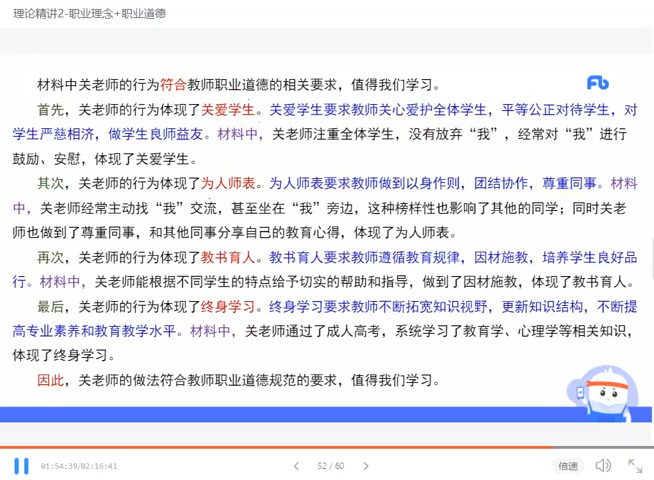 理论精讲2-职业理念+职业道德
材料中关老师的行为符合教师职业道德的相关要求，值得我们学习。
首先，关老师的行为体现了关爱学生。关爱学生要求教师关心爱护全体学生，平等公正对待学生，对
学生严慈相济，做学生良师益友。材料中，关老师注重全体学生，没有放弃“我”，经常对“我”进行
鼓励、安慰，体现了关爱学生。
其次，关老师的行为体现了为人师表。为人师表要求教师做到以身作则，团结协作，尊重同事。材料
中，关老师经常主动找“我”交流，甚至坐在“我”旁边，这种榜样性也影响了其他的同学；同时关老
师也做到了尊重同事，和其他同事分享自己的教育心得，体现了为人师表。
再次，关老师的行为体现了教书育人。教书育人要求教师遵循教育规律，因材施教，培养学生良好品
行。材料中，关老师能根据不同学生的特点给予切实的帮助和指导，做到了因材施教，体现了教书育人。
最后，关老师的行为体现了终身学习。终身学习要求教师不断拓宽知识视野，更新知识结构，不断提
高专业素养和教育教学水平。材料中，关老师通过了成人高考，系统学习了教育学、心理学等相关知识，
体现了终身学习。
因此，关老师的做法符合教师职业道德规范的要求，值得我们学习。
01:54:39/02:16:41
52 / 60
倍速